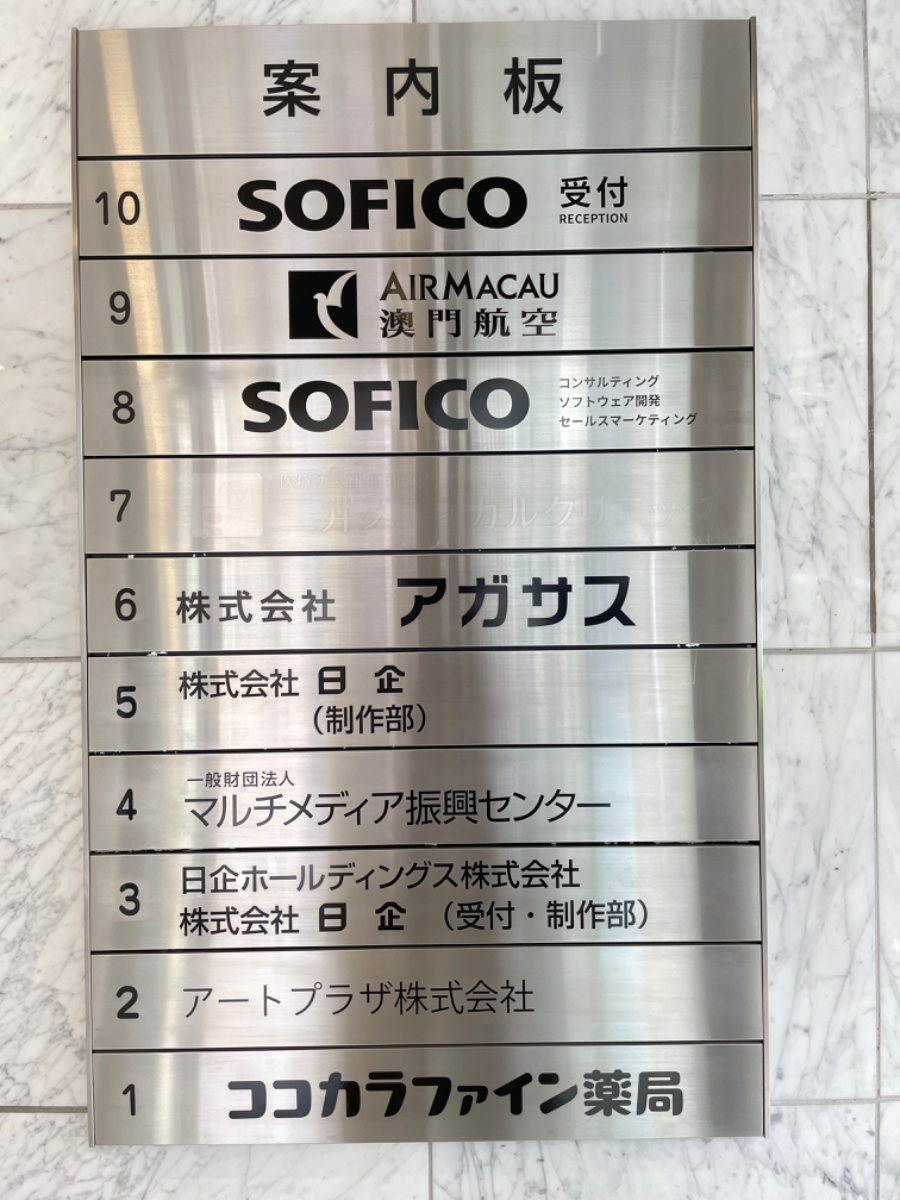 案内板
10 SOFICO 受付
RECEPTION
9 AIRMACAU
澳門航空
8 SOFICO コンサルティング
ソフトウェア開発
セールスマーケティング
7
6 株式会社 アガサス
5 株式会社 日企
（制作部）
4 一般財団法人
マルチメディア振興センター
3 日企ホールディングス株式会社
株式会社 日企 （受付・制作部）
2 アートプラザ株式会社
1 ココカラファイン薬局